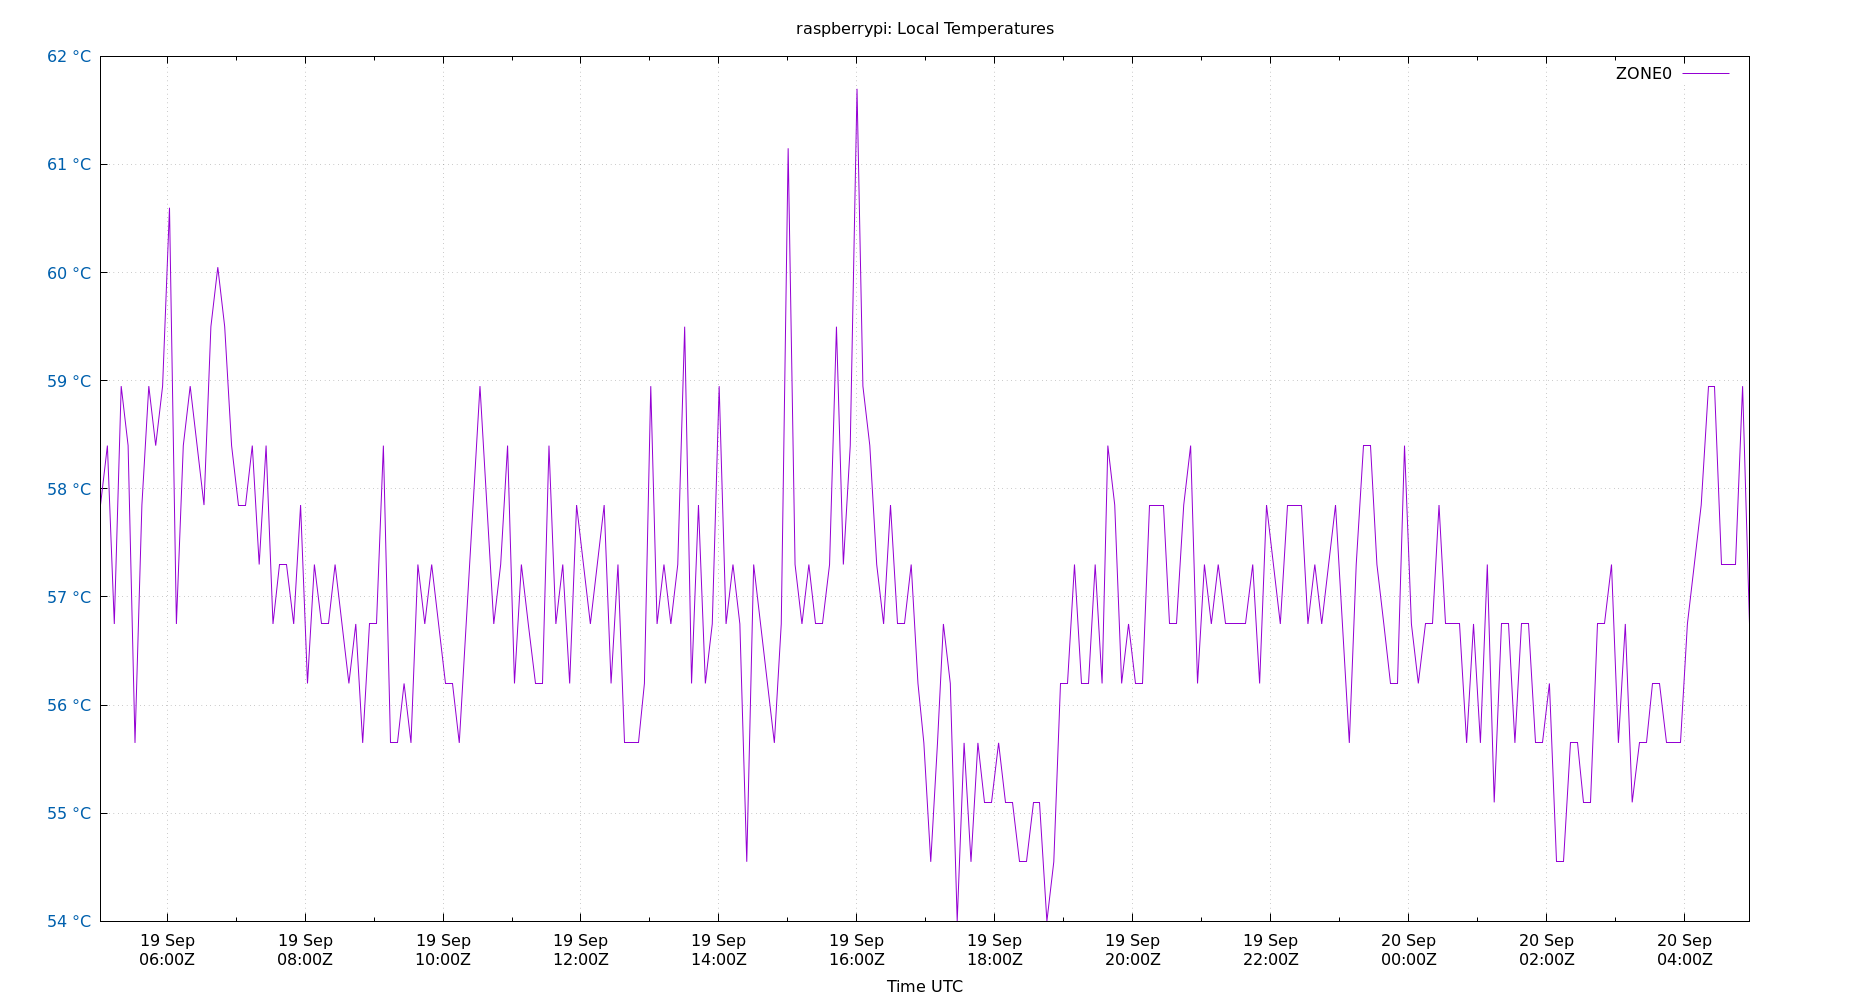 raspberrypi: Local Temperatures
62 °C
61 °C
60 °C
59 °C
58 °C
57 °C
56 °C
55 °C
54 °C
ZONE0
19 Sep
06:00Z
19 Sep
08:00Z
19 Sep
10:00Z
19 Sep
12:00Z
19 Sep
14:00Z
19 Sep
16:00Z
19 Sep
18:00Z
19 Sep
20:00Z
19 Sep
22:00Z
20 Sep
00:00Z
20 Sep
02:00Z
20 Sep
04:00Z
Time UTC